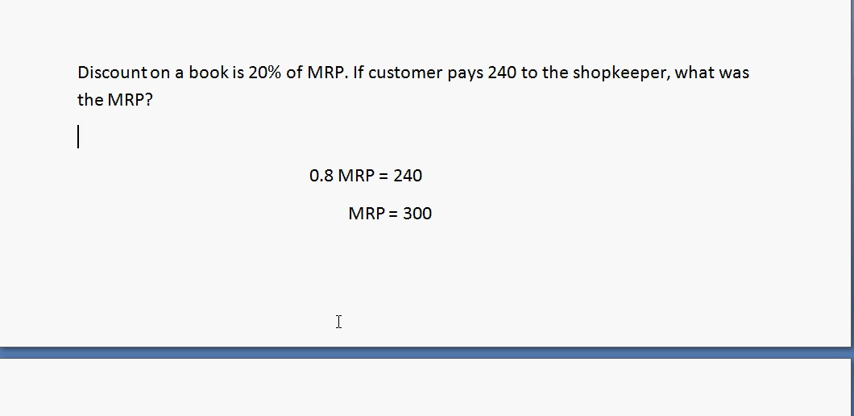 Discount on a book is 20% of MRP. If customer pays 240 to the shopkeeper, what was
the MRP?
0.8 MRP = 240
MRP = 300